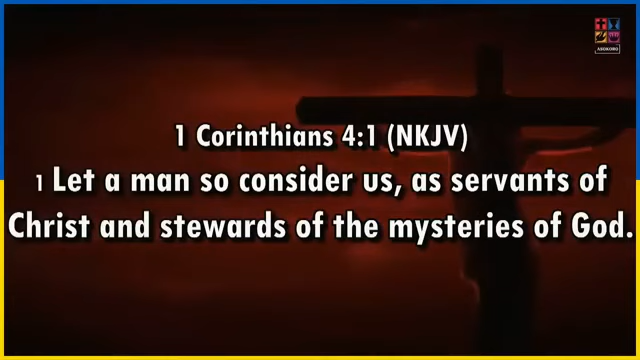 ASOKORO
1 Corinthians 4:1 (NKJV)
1 Let a man so consider us, as servants of
Christ and stewards of the mysteries of God.